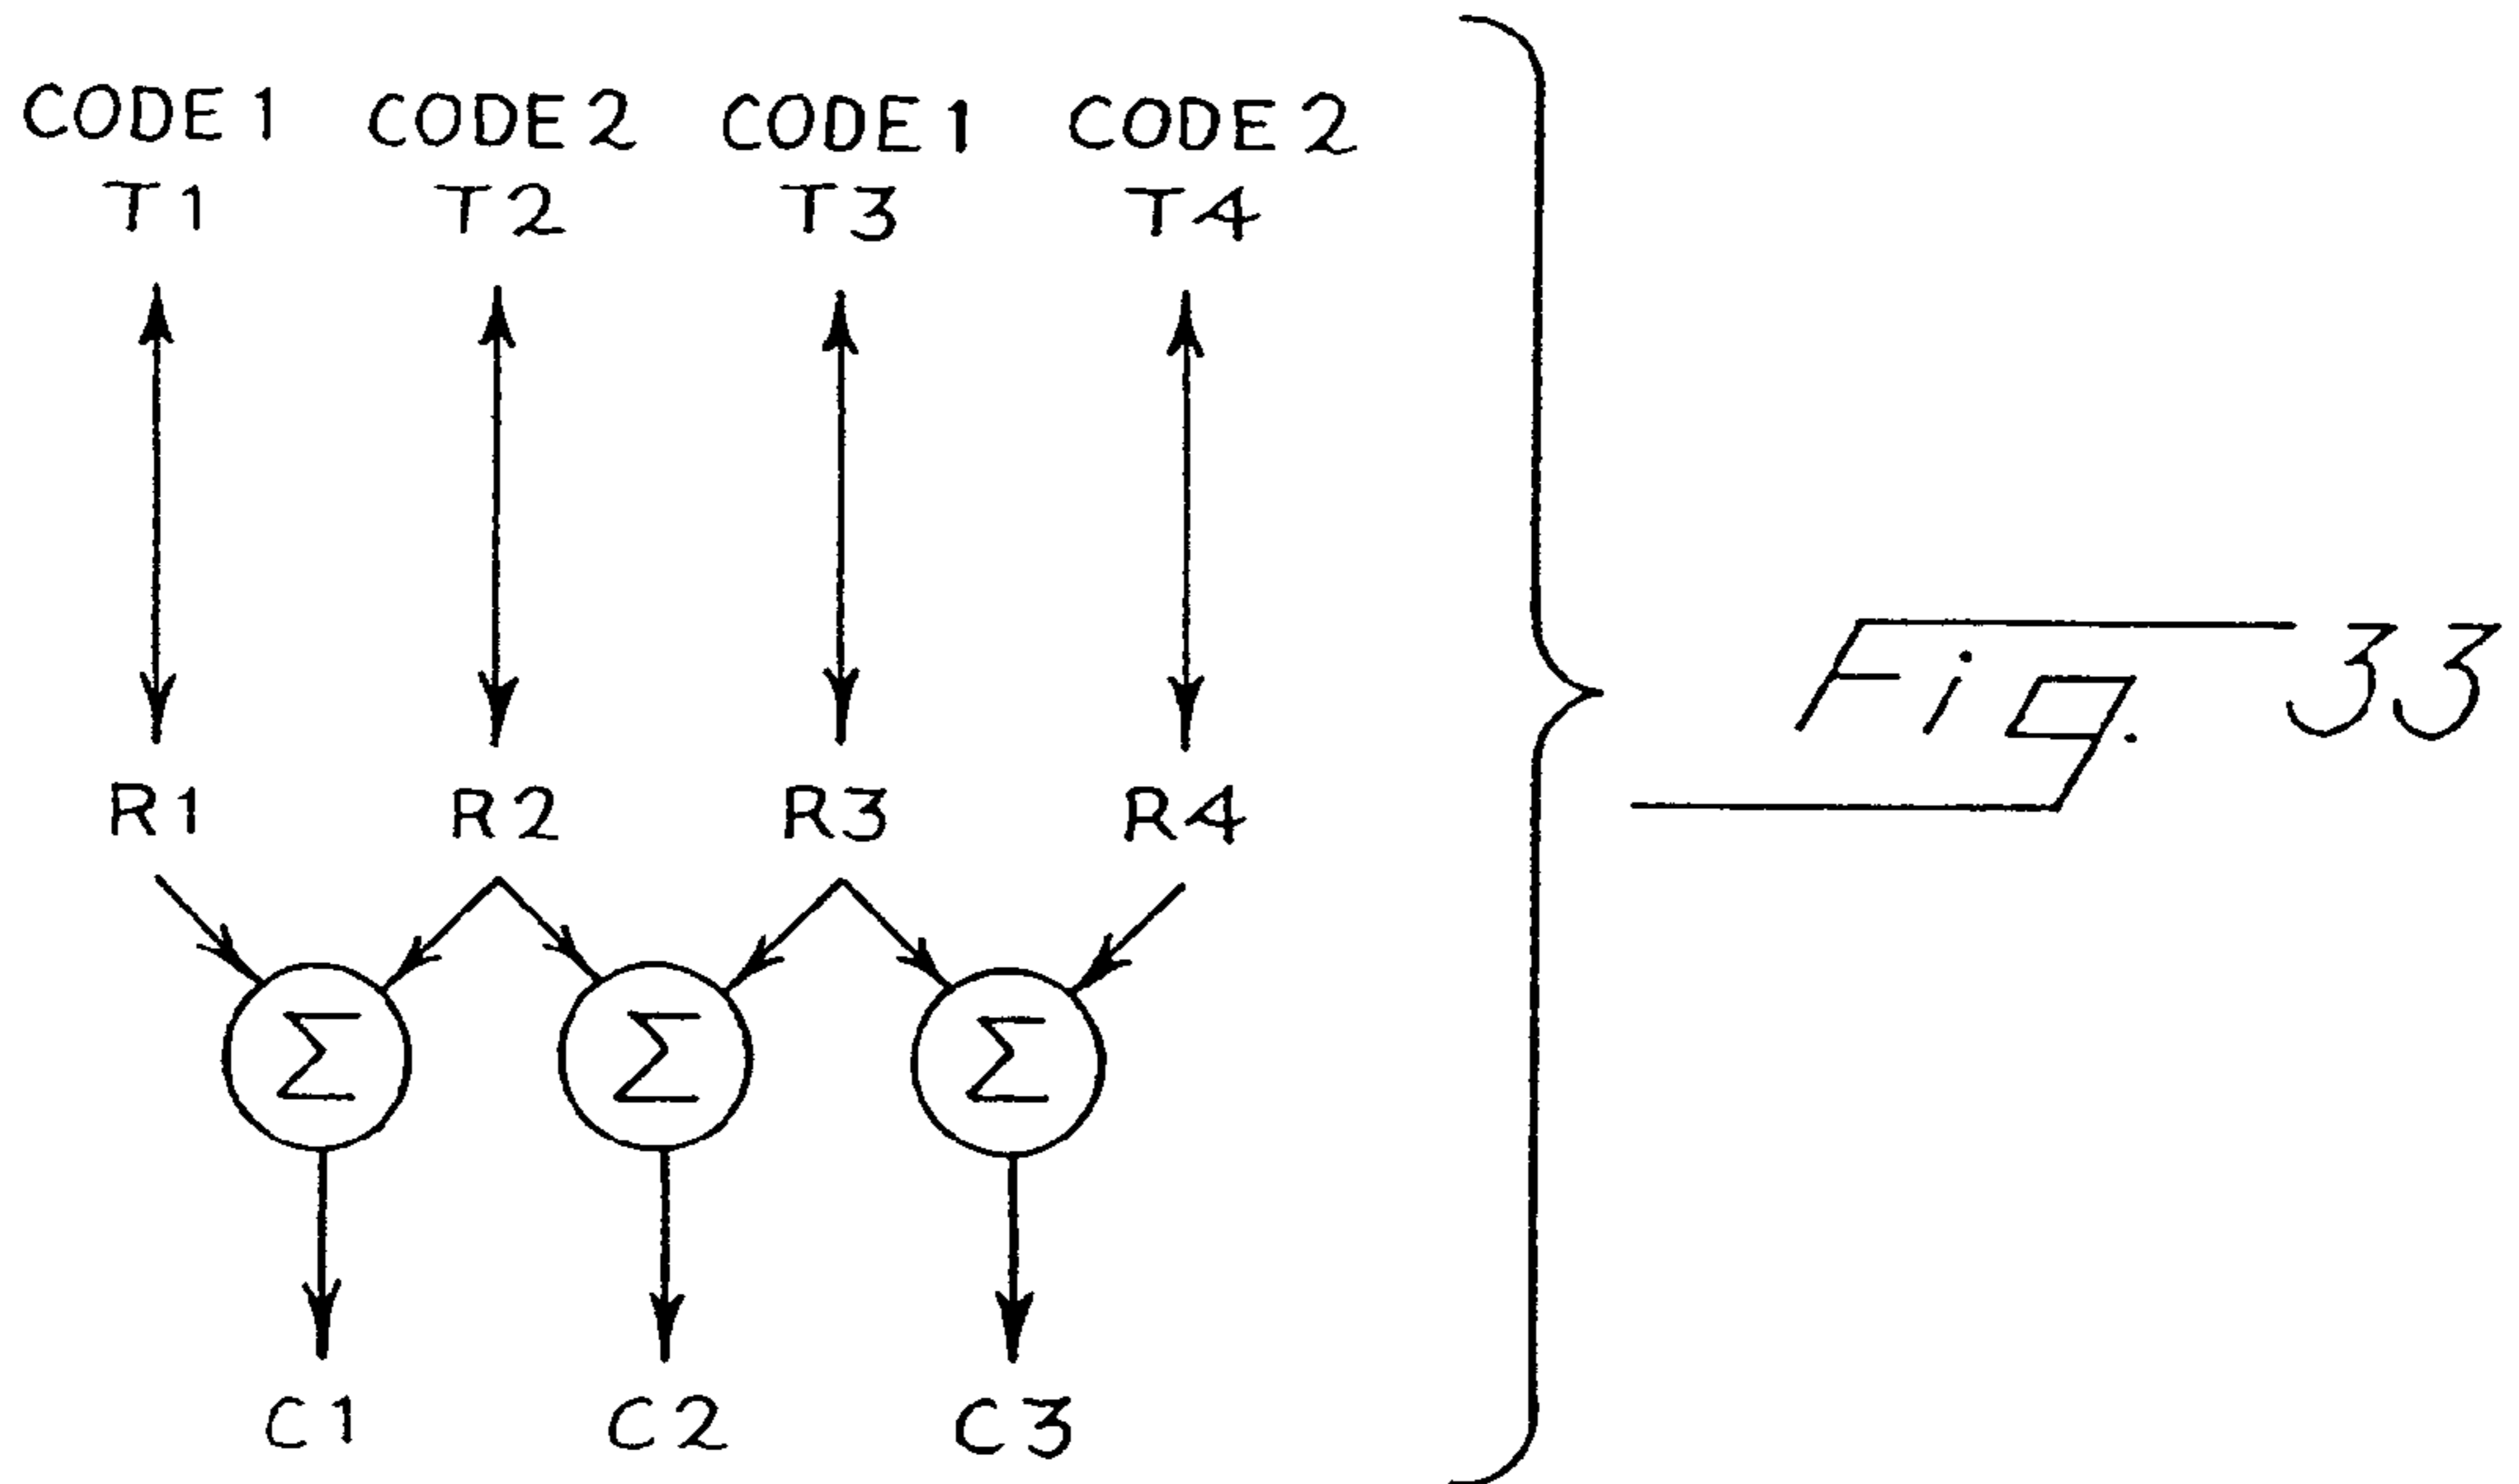 CODE 1 CODE 2 CODE 1 CODE 2
T1 T2 T3 T4
R1 R2 R3 R4
Σ Σ Σ
C1 C2 C3
Fig. 33